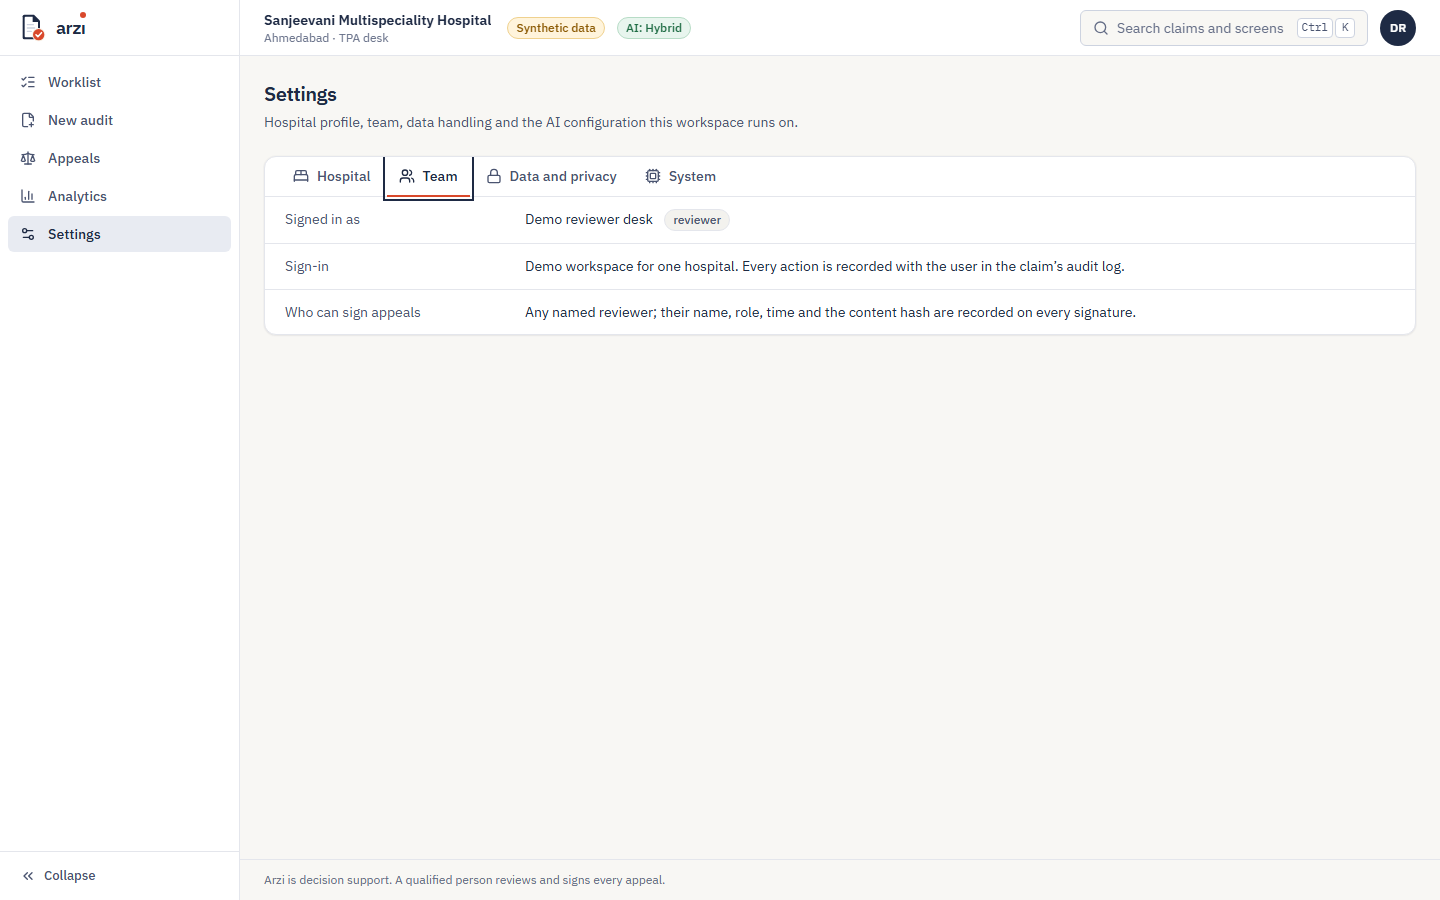 arzi
Sanjeevani Multispeciality Hospital
Ahmedabad · TPA desk
Synthetic data
AI: Hybrid
Search claims and screens
Ctrl K
DR
Worklist
New audit
Appeals
Analytics
Settings
Settings
Hospital profile, team, data handling and the AI configuration this workspace runs on.
Hospital
Team
Data and privacy
System
Signed in as
Demo reviewer desk reviewer
Sign-in
Demo workspace for one hospital. Every action is recorded with the user in the claim’s audit log.
Who can sign appeals
Any named reviewer; their name, role, time and the content hash are recorded on every signature.
Collapse
Arzi is decision support. A qualified person reviews and signs every appeal.